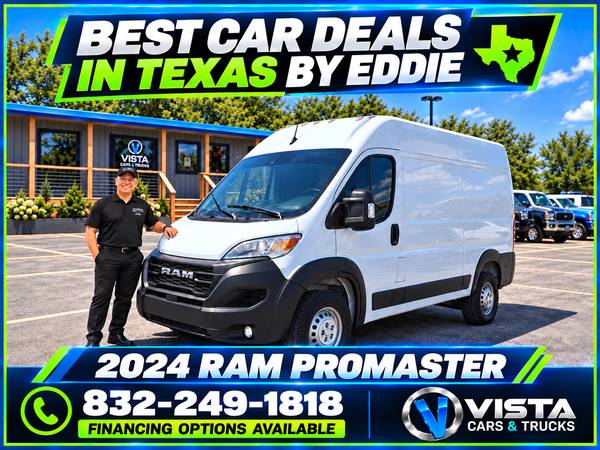 BEST CAR DEALS
IN TEXAS BY EDDIE
VISTA
CARS & TRUCKS
RAM
2024 RAM PROMASTER
832-249-1818
FINANCING OPTIONS AVAILABLE
VISTA
CARS & TRUCKS